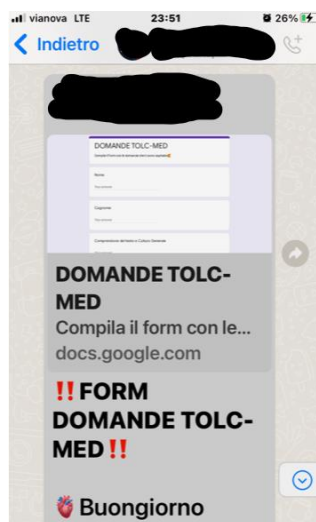 vianova LTE
23:51
26%
Indietro
DOMANDE TOLC-MED
Nome
Cognome
DOMANDE TOLC-
MED
Compila il form con le...
docs.google.com
‼️FORM
DOMANDE TOLC-
MED‼️
🫀 Buongiorno